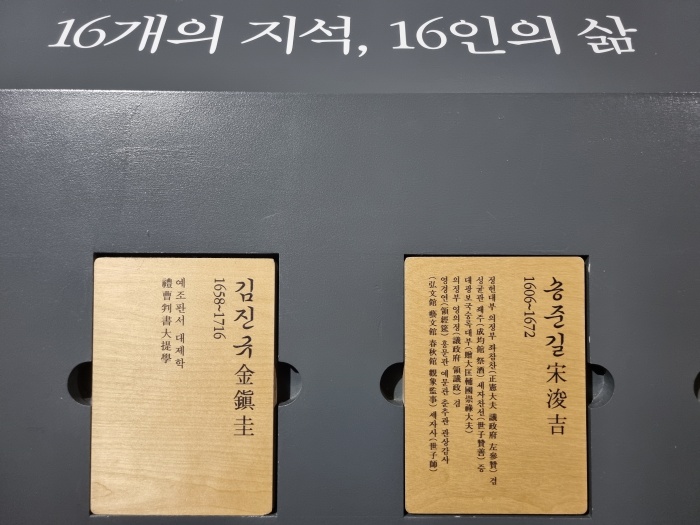 16개의 지석, 16인의 삶
김진국 金鎭圭
1658~1716
예조판서 대제학
禮曹判書大提學
송준길 宋浚吉
1606~1672
정헌대부 의정부 좌참찬(正憲大夫 議政府 左參贊) 겸
성균관 제주(成均館 祭酒) 세자찬선(世子贊善) 증
대광보국숭록대부(贈大匡輔國崇祿大夫)
의정부 영의정(議政府 領議政) 겸
영경연(領經筵) 홍문관 예문관 춘추관 관상감사
(弘文館 藝文館 春秋館 觀象監事) 세자사(世子師)